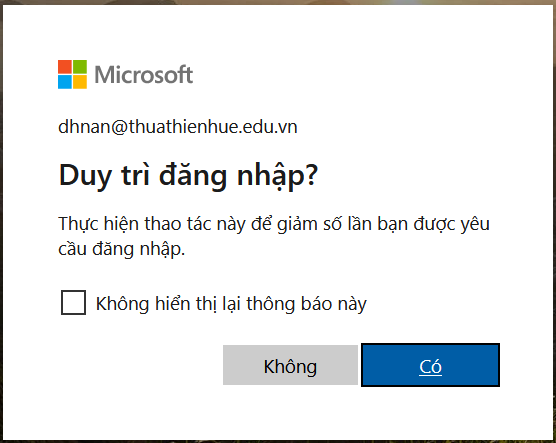 Microsoft
dhnan@thuathienhue.edu.vn
Duy trì đăng nhập?
Thực hiện thao tác này để giảm số lần bạn được yêu
cầu đăng nhập.
Không hiển thị lại thông báo này
Không
Có